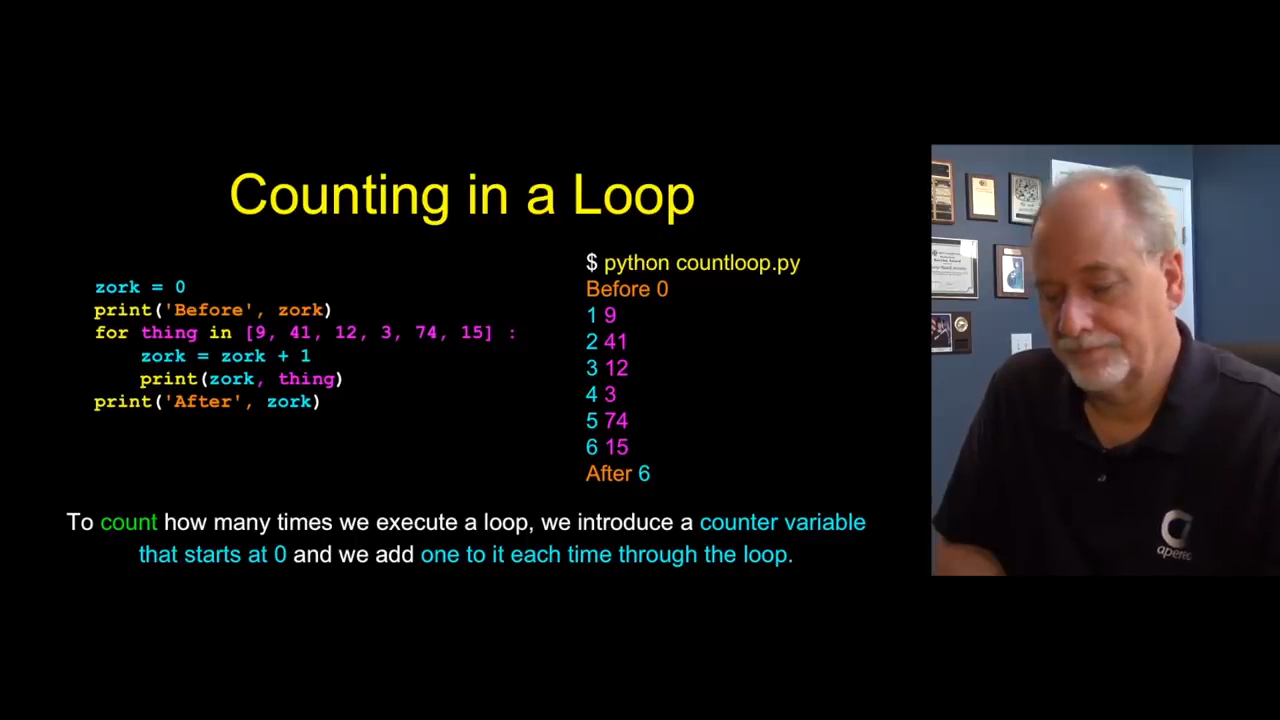 Counting in a Loop
zork = 0
print('Before', zork)
for thing in [9, 41, 12, 3, 74, 15] :
    zork = zork + 1
    print(zork, thing)
print('After', zork)
$ python countloop.py
Before 0
1 9
2 41
3 12
4 3
5 74
6 15
After 6
To count how many times we execute a loop, we introduce a counter variable
that starts at 0 and we add one to it each time through the loop.